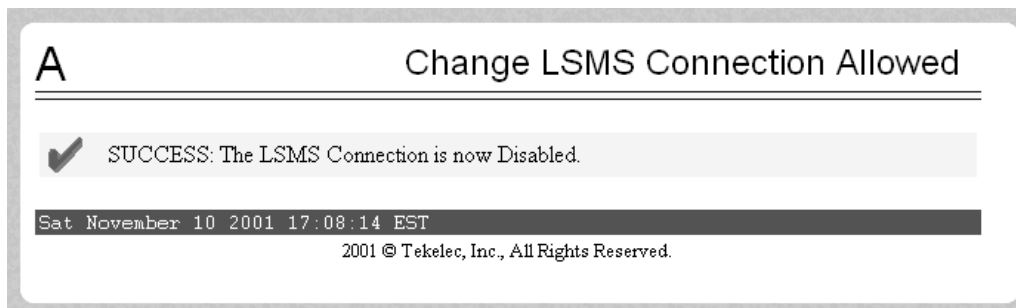 A Change LSMS Connection Allowed
SUCCESS: The LSMS Connection is now Disabled.
Sat November 10 2001 17:08:14 EST
2001 © Tekelec, Inc., All Rights Reserved.